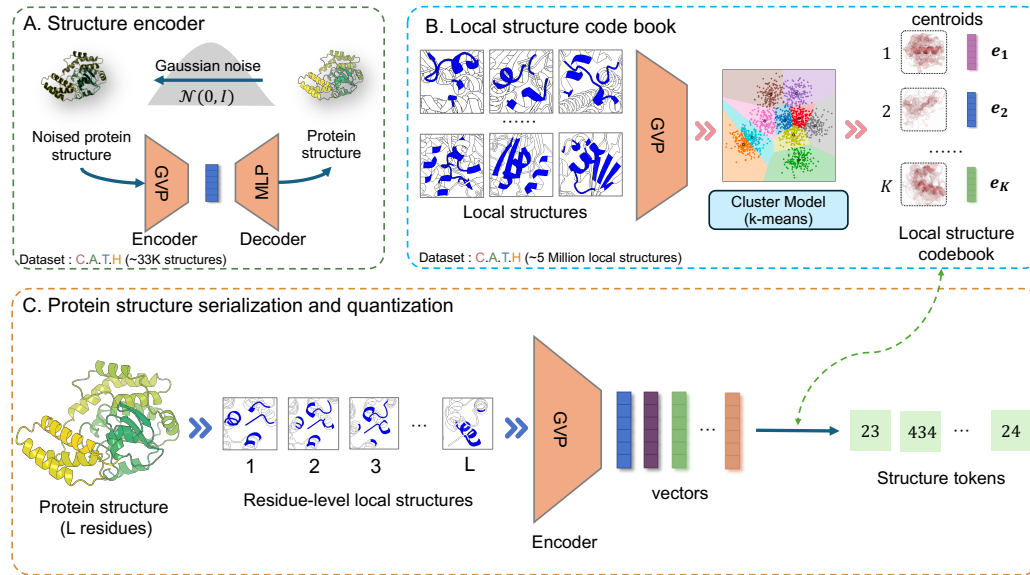 A. Structure encoder
Gaussian noise
𝒩(0, I)
Noised protein
structure
Protein
structure
GVP
MLP
Encoder
Decoder
Dataset : C.A.T.H (~33K structures)
B. Local structure code book
......
Local structures
GVP
Cluster Model
(k-means)
centroids
1
e₁
2
e₂
......
K
e_K
Local structure
codebook
Dataset : C.A.T.H (~5 Million local structures)
C. Protein structure serialization and quantization
Protein structure
(L residues)
...
1 2 3 L
Residue-level local structures
GVP
Encoder
...
vectors
23 434 ... 24
Structure tokens